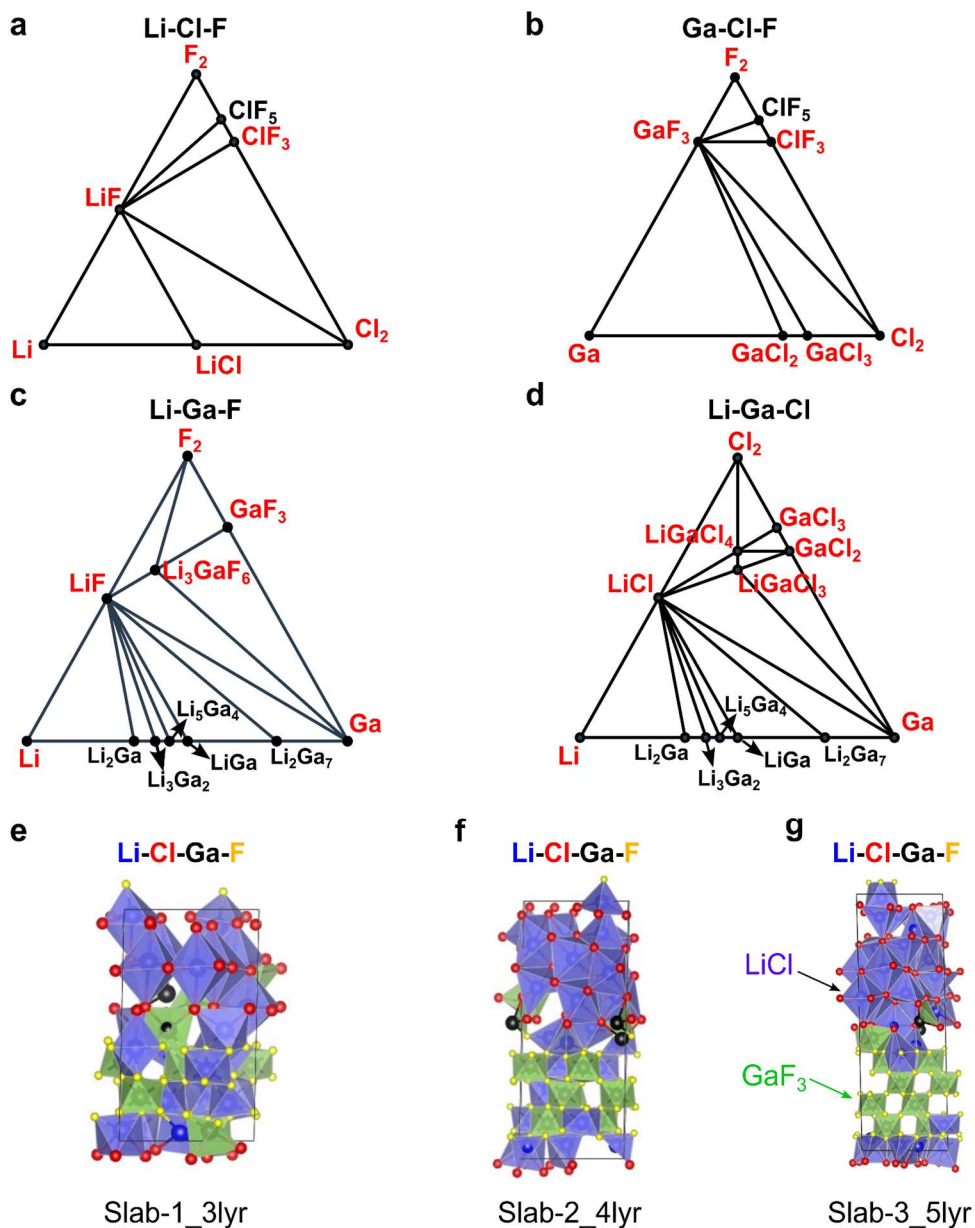 a
Li-Cl-F
F₂
ClF₅
ClF₃
LiF
Li
LiCl
Cl₂
b
Ga-Cl-F
F₂
ClF₅
GaF₃
ClF₃
Ga
GaCl₂
GaCl₃
Cl₂
c
Li-Ga-F
F₂
GaF₃
Li₃GaF₆
LiF
Li₅Ga₄
Ga
Li
Li₂Ga
Li₃Ga₂
LiGa
Li₂Ga₇
d
Li-Ga-Cl
Cl₂
GaCl₃
LiGaCl₄
GaCl₂
LiCl
LiGaCl₃
Li₅Ga₄
Ga
Li
Li₂Ga
Li₃Ga₂
LiGa
Li₂Ga₇
e
Li-Cl-Ga-F
Slab-1_3lyr
f
Li-Cl-Ga-F
Slab-2_4lyr
g
Li-Cl-Ga-F
LiCl
GaF₃
Slab-3_5lyr